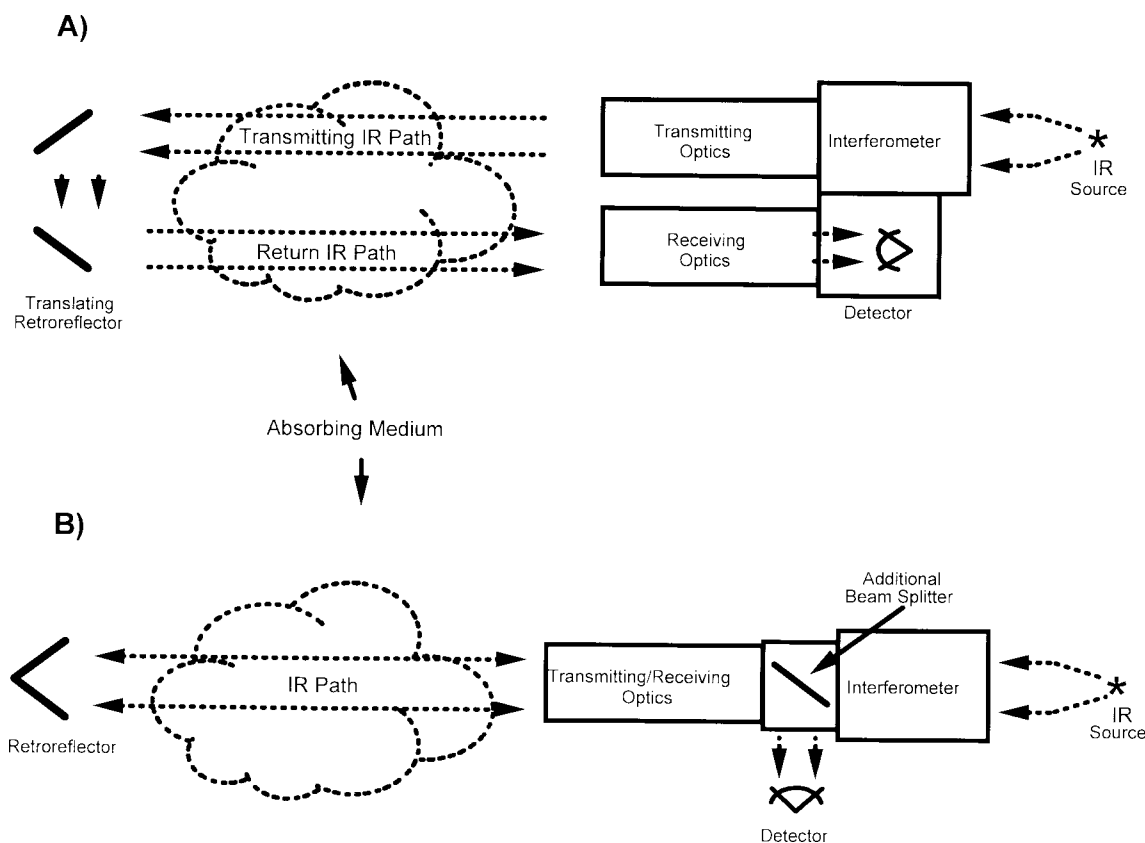 A)
Transmitting IR Path
Return IR Path
Translating
Retroreflector
Transmitting
Optics
Interferometer
IR
Source
Receiving
Optics
Detector
Absorbing Medium
B)
Additional
Beam Splitter
IR Path
Retroreflector
Transmitting/Receiving
Optics
Interferometer
IR
Source
Detector